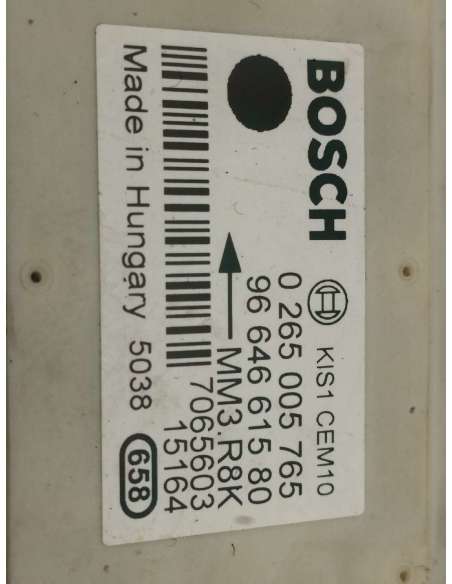 BOSCH KIS1 CEM10
0 265 005 765
96 646 615 80
MM3.R8K
7065603
15164
Made in Hungary 5038 658